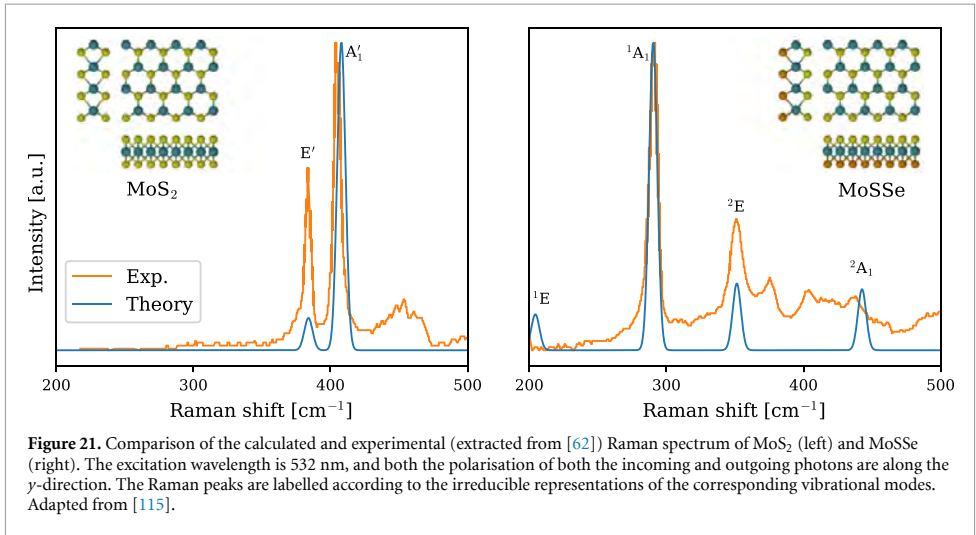 Intensity [a.u.]
MoS₂
E′
A′₁
Exp.
Theory
200 300 400 500
Raman shift [cm⁻¹]
¹E
¹A₁
²E
²A₁
MoSSe
200 300 400 500
Raman shift [cm⁻¹]
Figure 21. Comparison of the calculated and experimental (extracted from [62]) Raman spectrum of MoS₂ (left) and MoSSe
(right). The excitation wavelength is 532 nm, and both the polarisation of both the incoming and outgoing photons are along the
y-direction. The Raman peaks are labelled according to the irreducible representations of the corresponding vibrational modes.
Adapted from [115].